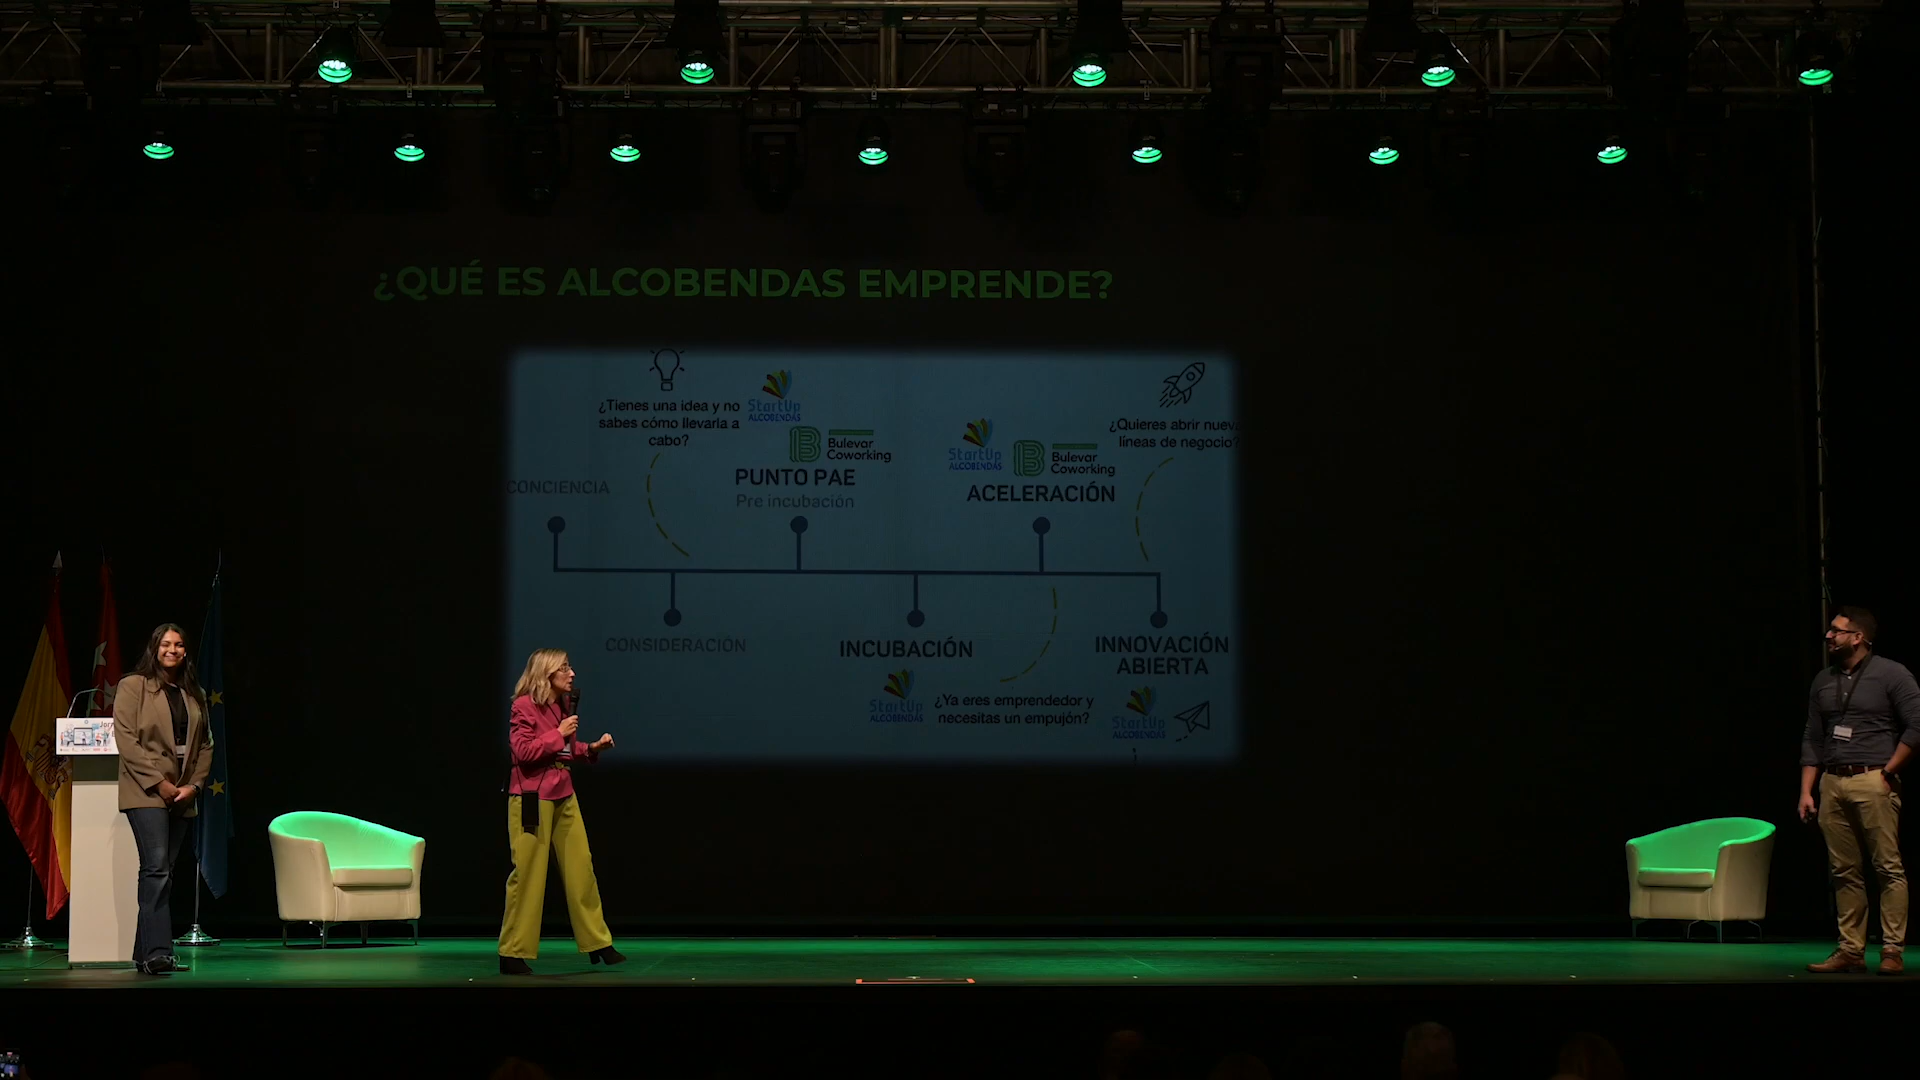 ¿QUÉ ES ALCOBENDAS EMPRENDE?
¿Tienes una idea y no
sabes cómo llevarla a
cabo?
StartUp
ALCOBENDAS
Bulevar
Coworking
CONCIENCIA
PUNTO PAE
Pre incubación
StartUp
ALCOBENDAS
Bulevar
Coworking
ACELERACIÓN
¿Quieres abrir nuev
líneas de negocio?
CONSIDERACIÓN
INCUBACIÓN
StartUp
ALCOBENDAS
¿Ya eres emprendedor y
necesitas un empujón?
INNOVACIÓN
ABIERTA
StartUp
ALCOBENDAS